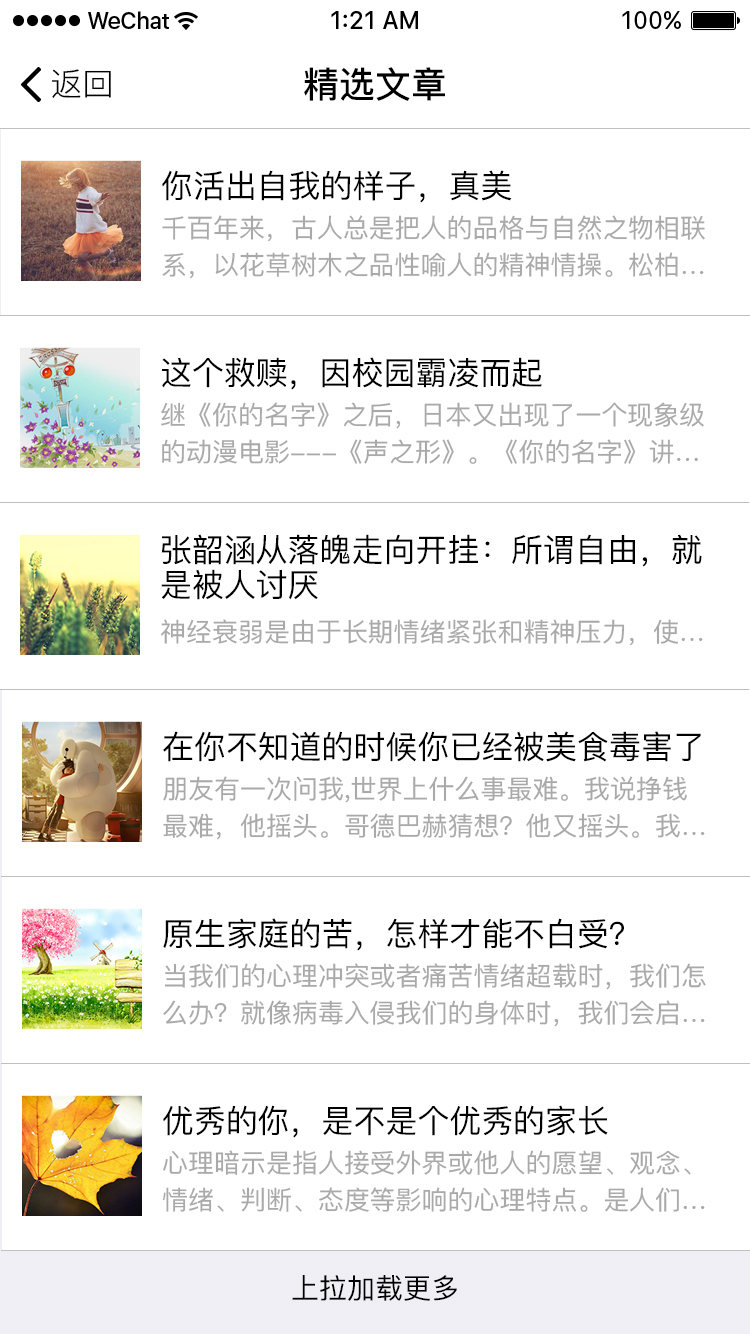 WeChat 1:21 AM 100%
返回 精选文章
你活出自我的样子，真美
千百年来，古人总是把人的品格与自然之物相联
系，以花草树木之品性喻人的精神情操。松柏...
这个救赎，因校园霸凌而起
继《你的名字》之后，日本又出现了一个现象级
的动漫电影---《声之形》。《你的名字》讲...
张韶涵从落魄走向开挂：所谓自由，就
是被人讨厌
神经衰弱是由于长期情绪紧张和精神压力，使...
在你不知道的时候你已经被美食毒害了
朋友有一次问我,世界上什么事最难。我说挣钱
最难，他摇头。哥德巴赫猜想？他又摇头。我...
原生家庭的苦，怎样才能不白受？
当我们的心理冲突或者痛苦情绪超载时，我们怎
么办？就像病毒入侵我们的身体时，我们会启...
优秀的你，是不是个优秀的家长
心理暗示是指人接受外界或他人的愿望、观念、
情绪、判断、态度等影响的心理特点。是人们...
上拉加载更多